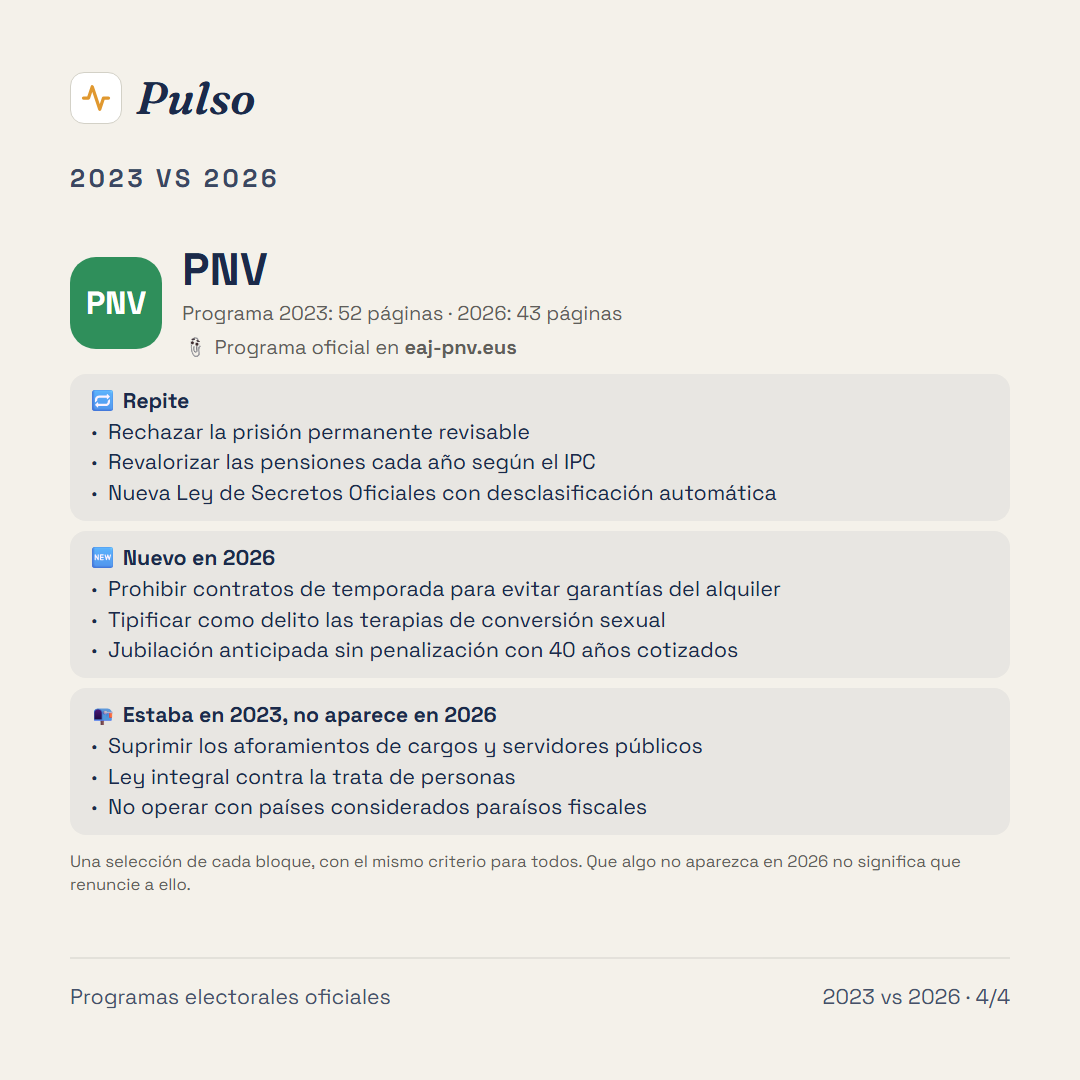 Pulso
2023 VS 2026
PNV
PNV
Programa 2023: 52 páginas · 2026: 43 páginas
Programa oficial en eaj-pnv.eus
Repite
• Rechazar la prisión permanente revisable
• Revalorizar las pensiones cada año según el IPC
• Nueva Ley de Secretos Oficiales con desclasificación automática
NEW Nuevo en 2026
• Prohibir contratos de temporada para evitar garantías del alquiler
• Tipificar como delito las terapias de conversión sexual
• Jubilación anticipada sin penalización con 40 años cotizados
Estaba en 2023, no aparece en 2026
• Suprimir los aforamientos de cargos y servidores públicos
• Ley integral contra la trata de personas
• No operar con países considerados paraísos fiscales
Una selección de cada bloque, con el mismo criterio para todos. Que algo no aparezca en 2026 no significa que
renuncie a ello.
Programas electorales oficiales
2023 vs 2026 · 4/4